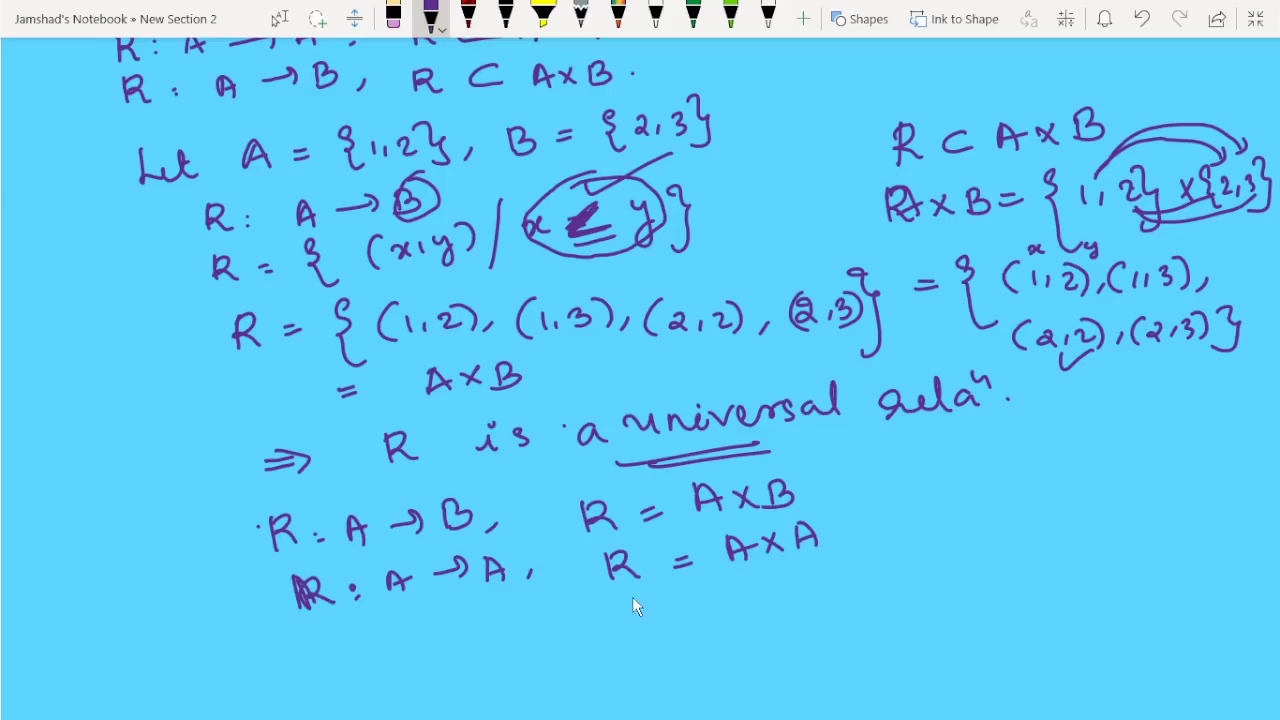 Jamshad's Notebook » New Section 2
Shapes
Ink to Shape
R : A → B , R ⊂ A×B .
Let A = {1,2}, B = {2,3}
R : A → B
R = { (x,y) / x ≤ y }
R = { (1,2), (1,3), (2,2), (2,3) }
= A×B
⇒ R is a universal relaⁿ.
R : A → B, R = A×B
R : A → A, R = A×A
R ⊂ A×B
A×B = { 1, 2} × {2,3}
x y
= { (1,2), (1,3),
(2,2), (2,3) }